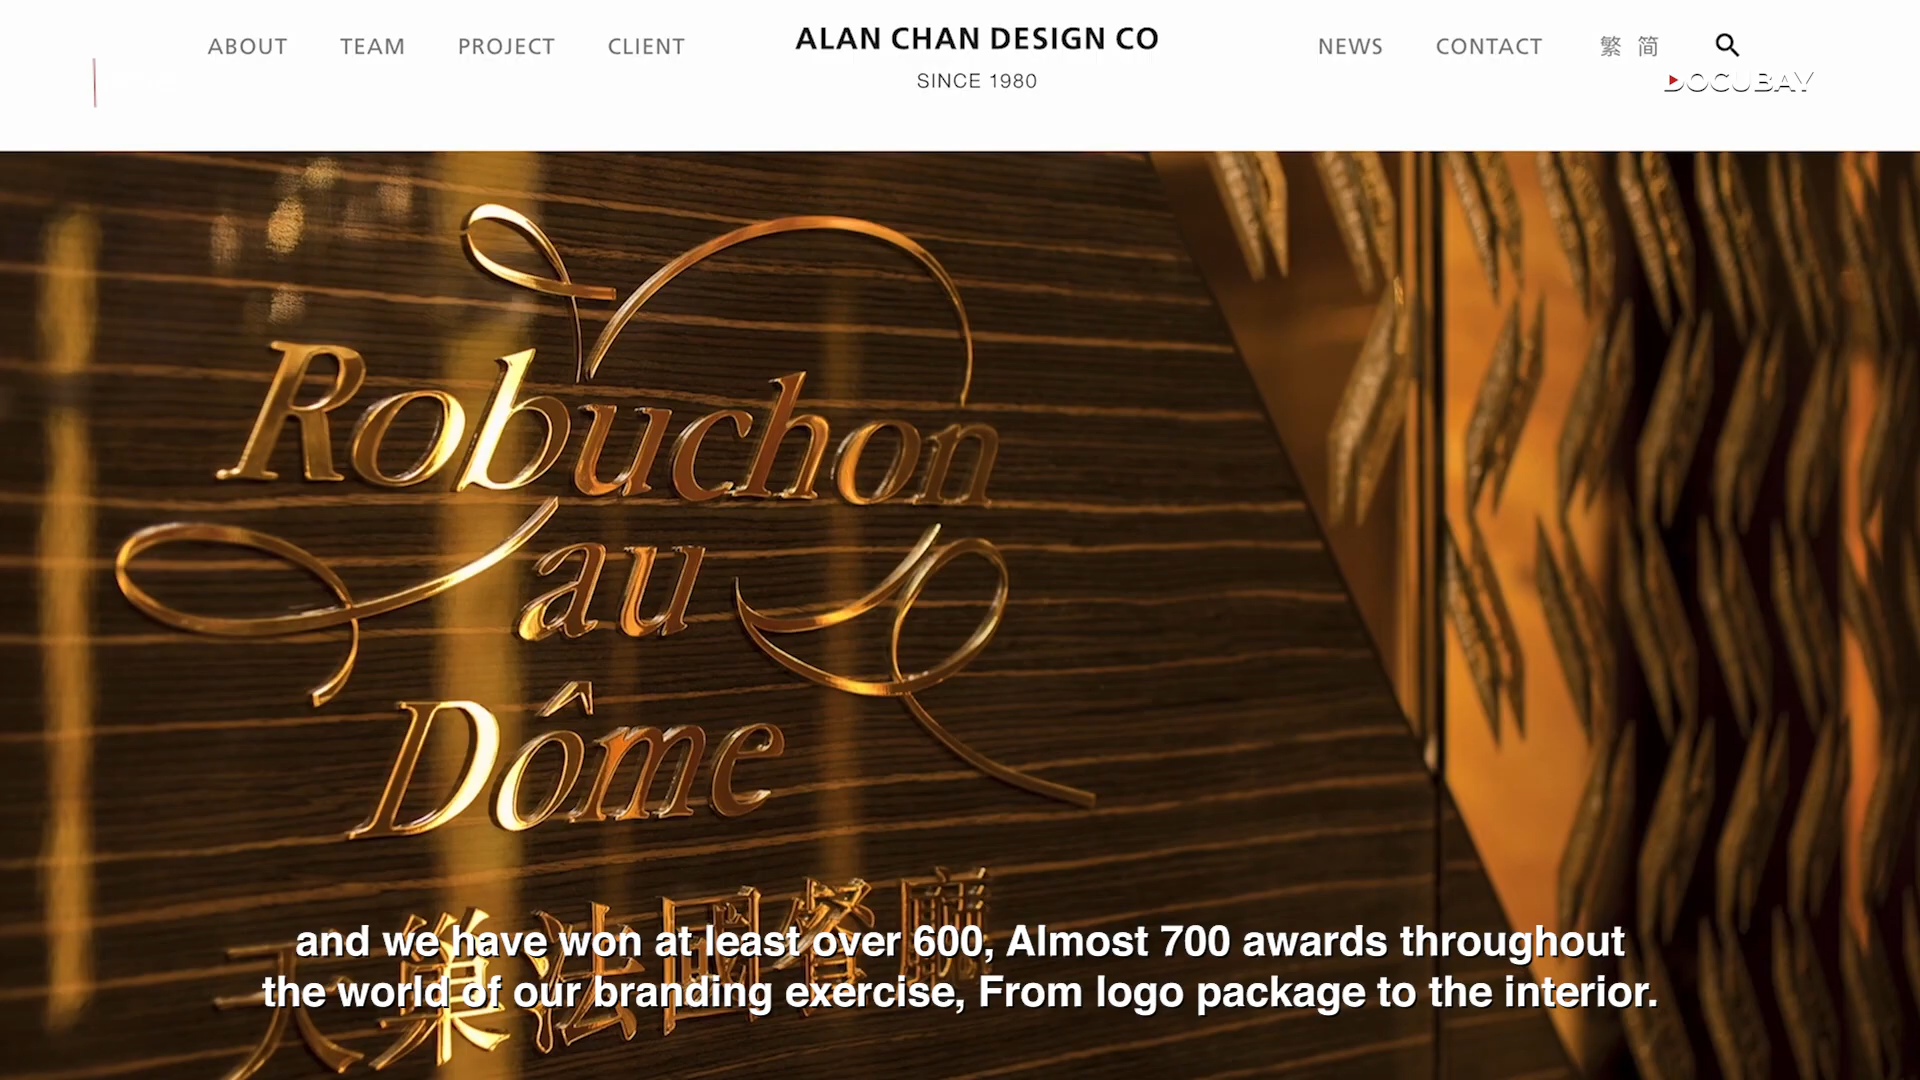 ABOUT TEAM PROJECT CLIENT
ALAN CHAN DESIGN CO
SINCE 1980
NEWS CONTACT 繁 简
DOCUBAY
Robuchon
au
Dôme
天巢法國餐廳
and we have won at least over 600, Almost 700 awards throughout
the world of our branding exercise, From logo package to the interior.